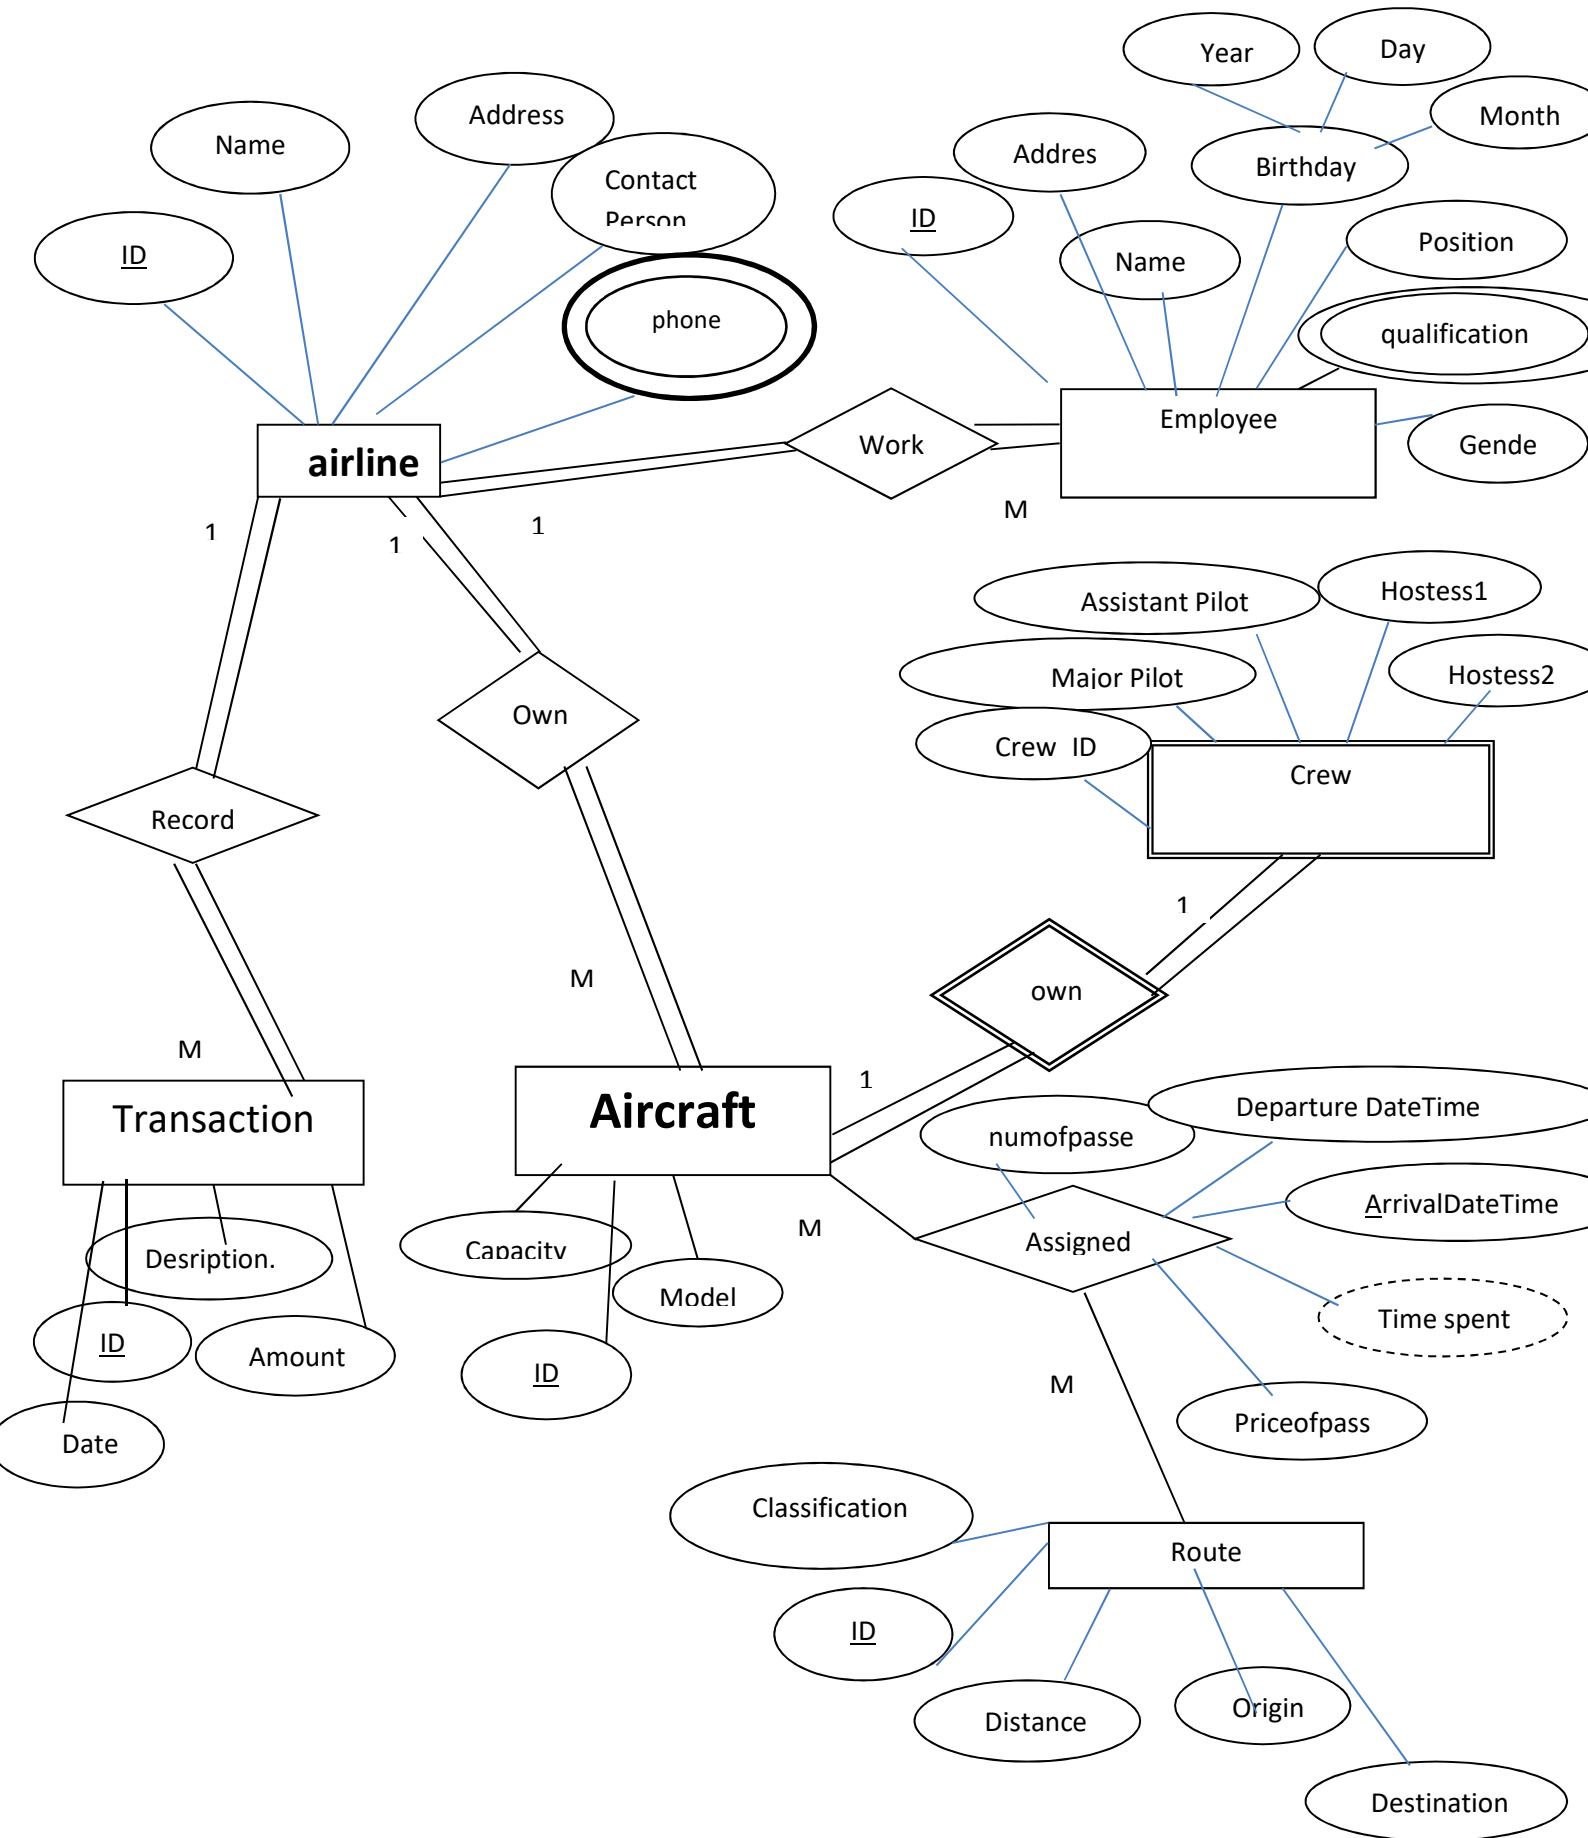 Year
Day
Month
Address
Name
Addres
Birthday
Contact
Person
ID
ID
Name
Position
phone
qualification
Employee
Work
Gende
airline
M
1
1
1
Assistant Pilot
Hostess1
Major Pilot
Hostess2
Own
Crew ID
Crew
Record
1
M
own
M
1
Transaction
Aircraft
numofpasse
Departure DateTime
M
Assigned
ArrivalDateTime
Desription.
Capacity
Model
Time spent
ID
Amount
ID
M
Date
Priceofpass
Classification
Route
ID
Distance
Origin
Destination